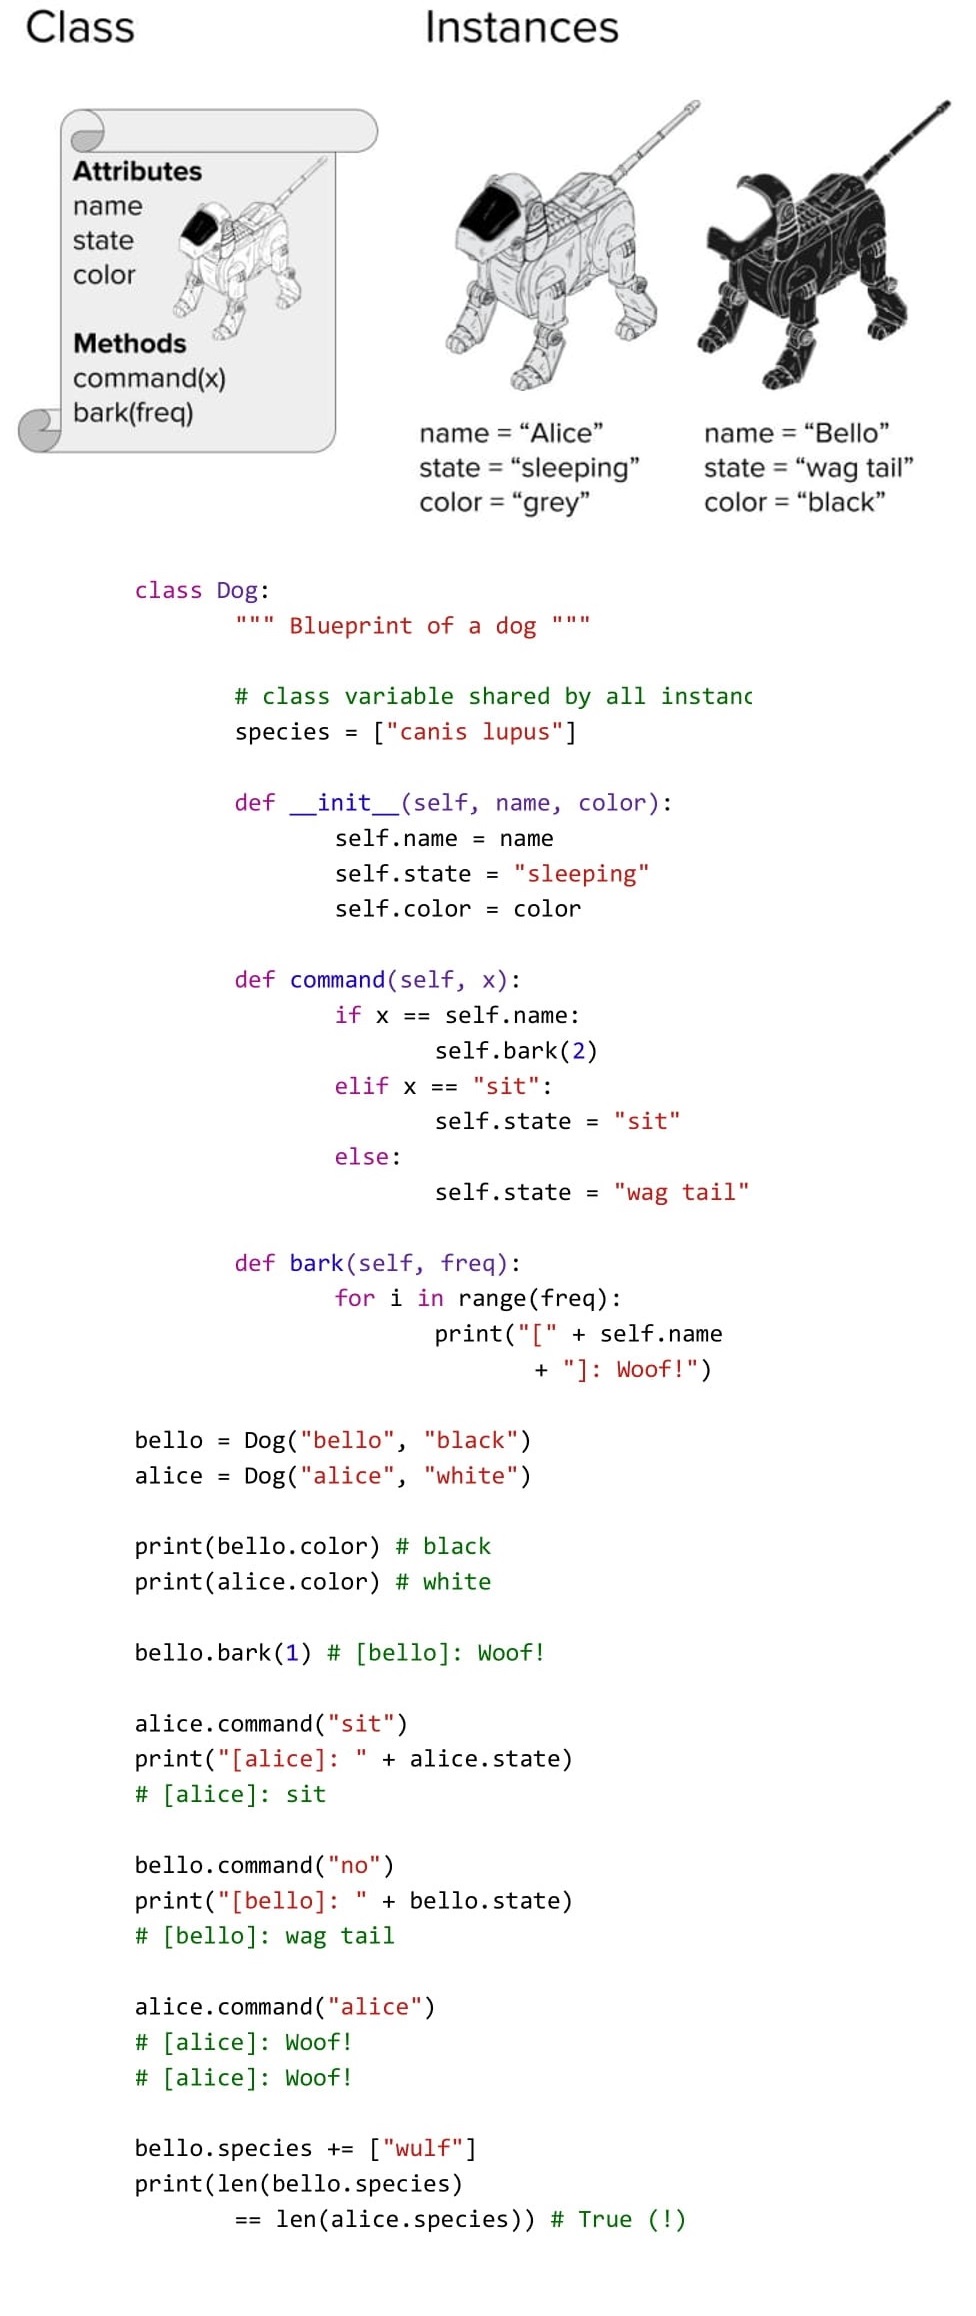 Class
Instances
Attributes
name
state
color
Methods
command(x)
bark(freq)
name = “Alice”
state = “sleeping”
color = “grey”
name = “Bello”
state = “wag tail”
color = “black”
class Dog:
""" Blueprint of a dog """
# class variable shared by all instanc
species = ["canis lupus"]
def __init__(self, name, color):
self.name = name
self.state = "sleeping"
self.color = color
def command(self, x):
if x == self.name:
self.bark(2)
elif x == "sit":
self.state = "sit"
else:
self.state = "wag tail"
def bark(self, freq):
for i in range(freq):
print("[" + self.name
+ "]: Woof!")
bello = Dog("bello", "black")
alice = Dog("alice", "white")
print(bello.color) # black
print(alice.color) # white
bello.bark(1) # [bello]: Woof!
alice.command("sit")
print("[alice]: " + alice.state)
# [alice]: sit
bello.command("no")
print("[bello]: " + bello.state)
# [bello]: wag tail
alice.command("alice")
# [alice]: Woof!
# [alice]: Woof!
bello.species += ["wulf"]
print(len(bello.species)
== len(alice.species)) # True (!)